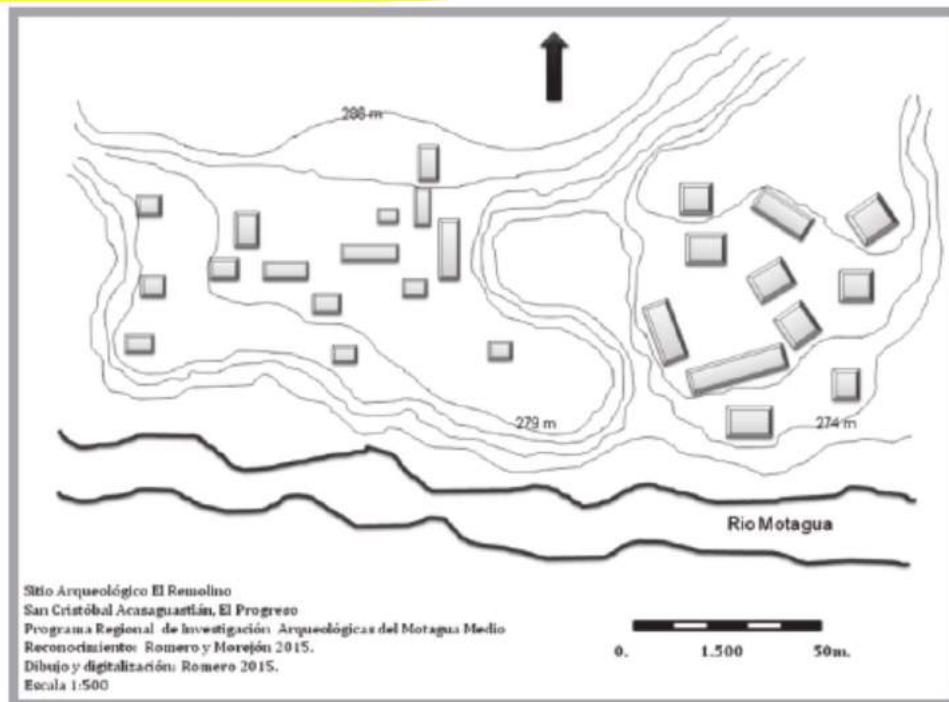 288 m
279 m
274 m
Rio Motagua
Sitio Arqueológico El Remolino
San Cristóbal Acasaguastlán, El Progreso
Programa Regional de Investigación Arqueológicas del Motagua Medio
Reconocimiento: Romero y Morejón 2015.
Dibujo y digitalización: Romero 2015.
Escala 1:500
0. 1.500 50m.